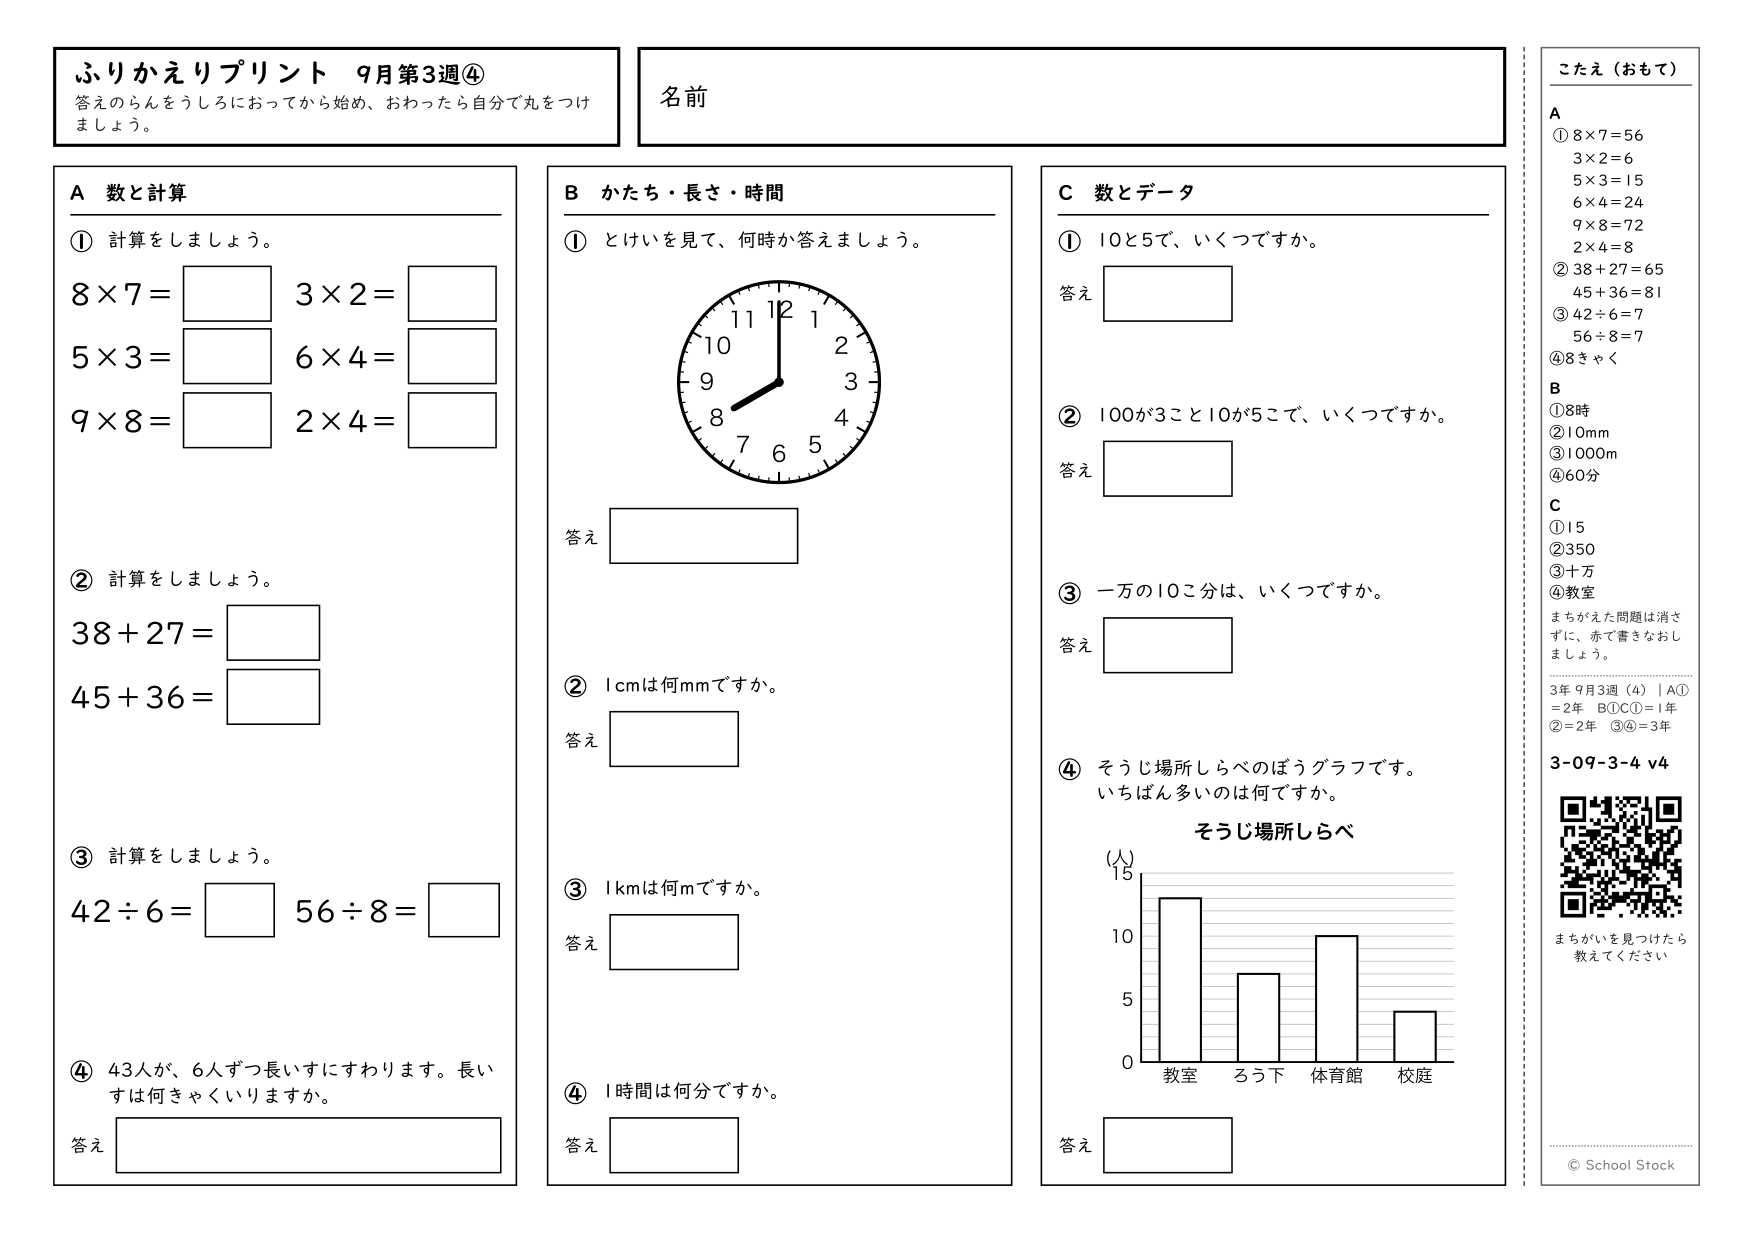 ふりかえりプリント　9月第3週④
答えのらんをうしろにおってから始め、おわったら自分で丸をつけ
ましょう。
名前
A　数と計算
① 計算をしましょう。
8×7＝　3×2＝
5×3＝　6×4＝
9×8＝　2×4＝
② 計算をしましょう。
38＋27＝
45＋36＝
③ 計算をしましょう。
42÷6＝　56÷8＝
④ 43人が、6人ずつ長いすにすわります。長い
すは何きゃくいりますか。
答え
B　かたち・長さ・時間
① とけいを見て、何時か答えましょう。
12
11 1
10 2
9 3
8 4
7 5
6
答え
② 1cmは何mmですか。
答え
③ 1kmは何mですか。
答え
④ 1時間は何分ですか。
答え
C　数とデータ
① 10と5で、いくつですか。
答え
② 100が3こと10が5こで、いくつですか。
答え
③ 一万の10こ分は、いくつですか。
答え
④ そうじ場所しらべのぼうグラフです。
いちばん多いのは何ですか。
そうじ場所しらべ
(人)
15
10
5
0
教室　ろう下　体育館　校庭
答え
こたえ（おもて）
A
① 8×7＝56
3×2＝6
5×3＝15
6×4＝24
9×8＝72
2×4＝8
② 38＋27＝65
45＋36＝81
③ 42÷6＝7
56÷8＝7
④8きゃく
B
①8時
②10mm
③1000m
④60分
C
①15
②350
③十万
④教室
まちがえた問題は消さ
ずに、赤で書きなおし
ましょう。
3年 9月3週（4）｜A①
＝2年　B①C①＝1年
②＝2年　③④＝3年
3-09-3-4 v4
まちがいを見つけたら
教えてください
© School Stock